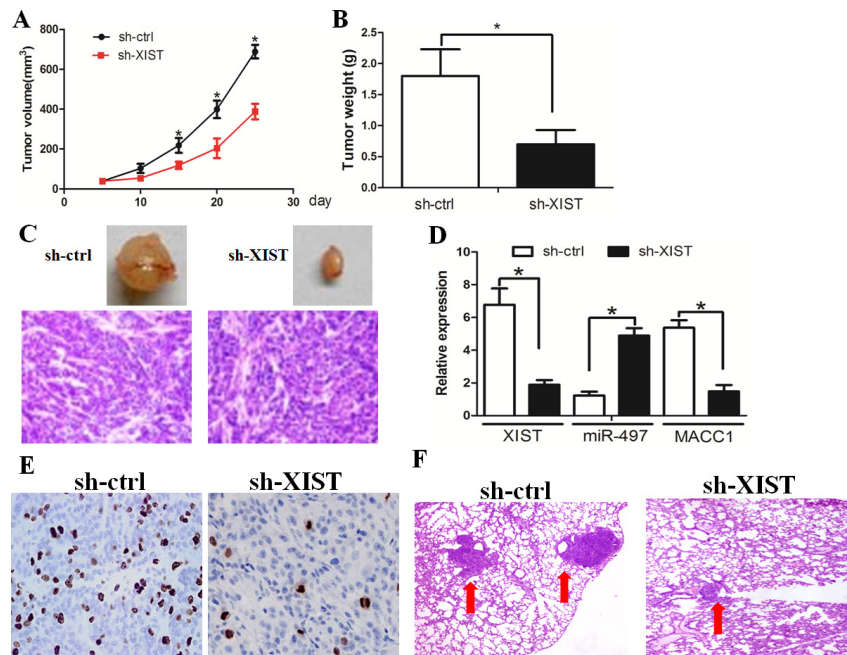 A
sh-ctrl
sh-XIST
Tumor volume(mm³)
800
600
400
200
0
*
*
*
0
10
20
30
day
B
Tumor weight (g)
2.5
2.0
1.5
1.0
0.5
0.0
*
sh-ctrl
sh-XIST
C
sh-ctrl
sh-XIST
D
sh-ctrl
sh-XIST
Relative expression
10
8
6
4
2
0
*
*
*
XIST
miR-497
MACC1
E
sh-ctrl
sh-XIST
F
sh-ctrl
sh-XIST